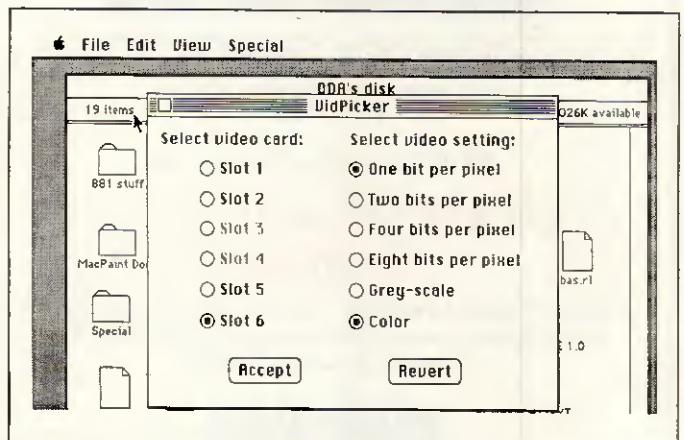 File Edit View Special
DDA's disk
19 items
026K available
VidPicker
Select video card:
Slot 1
Slot 2
Slot 3
Slot 4
Slot 5
Slot 6
Select video setting:
One bit per pixel
Two bits per pixel
Four bits per pixel
Eight bits per pixel
Grey-scale
Color
Accept
Revert
881 stuff
MacPaint Do
Special
bas.rl
1.0